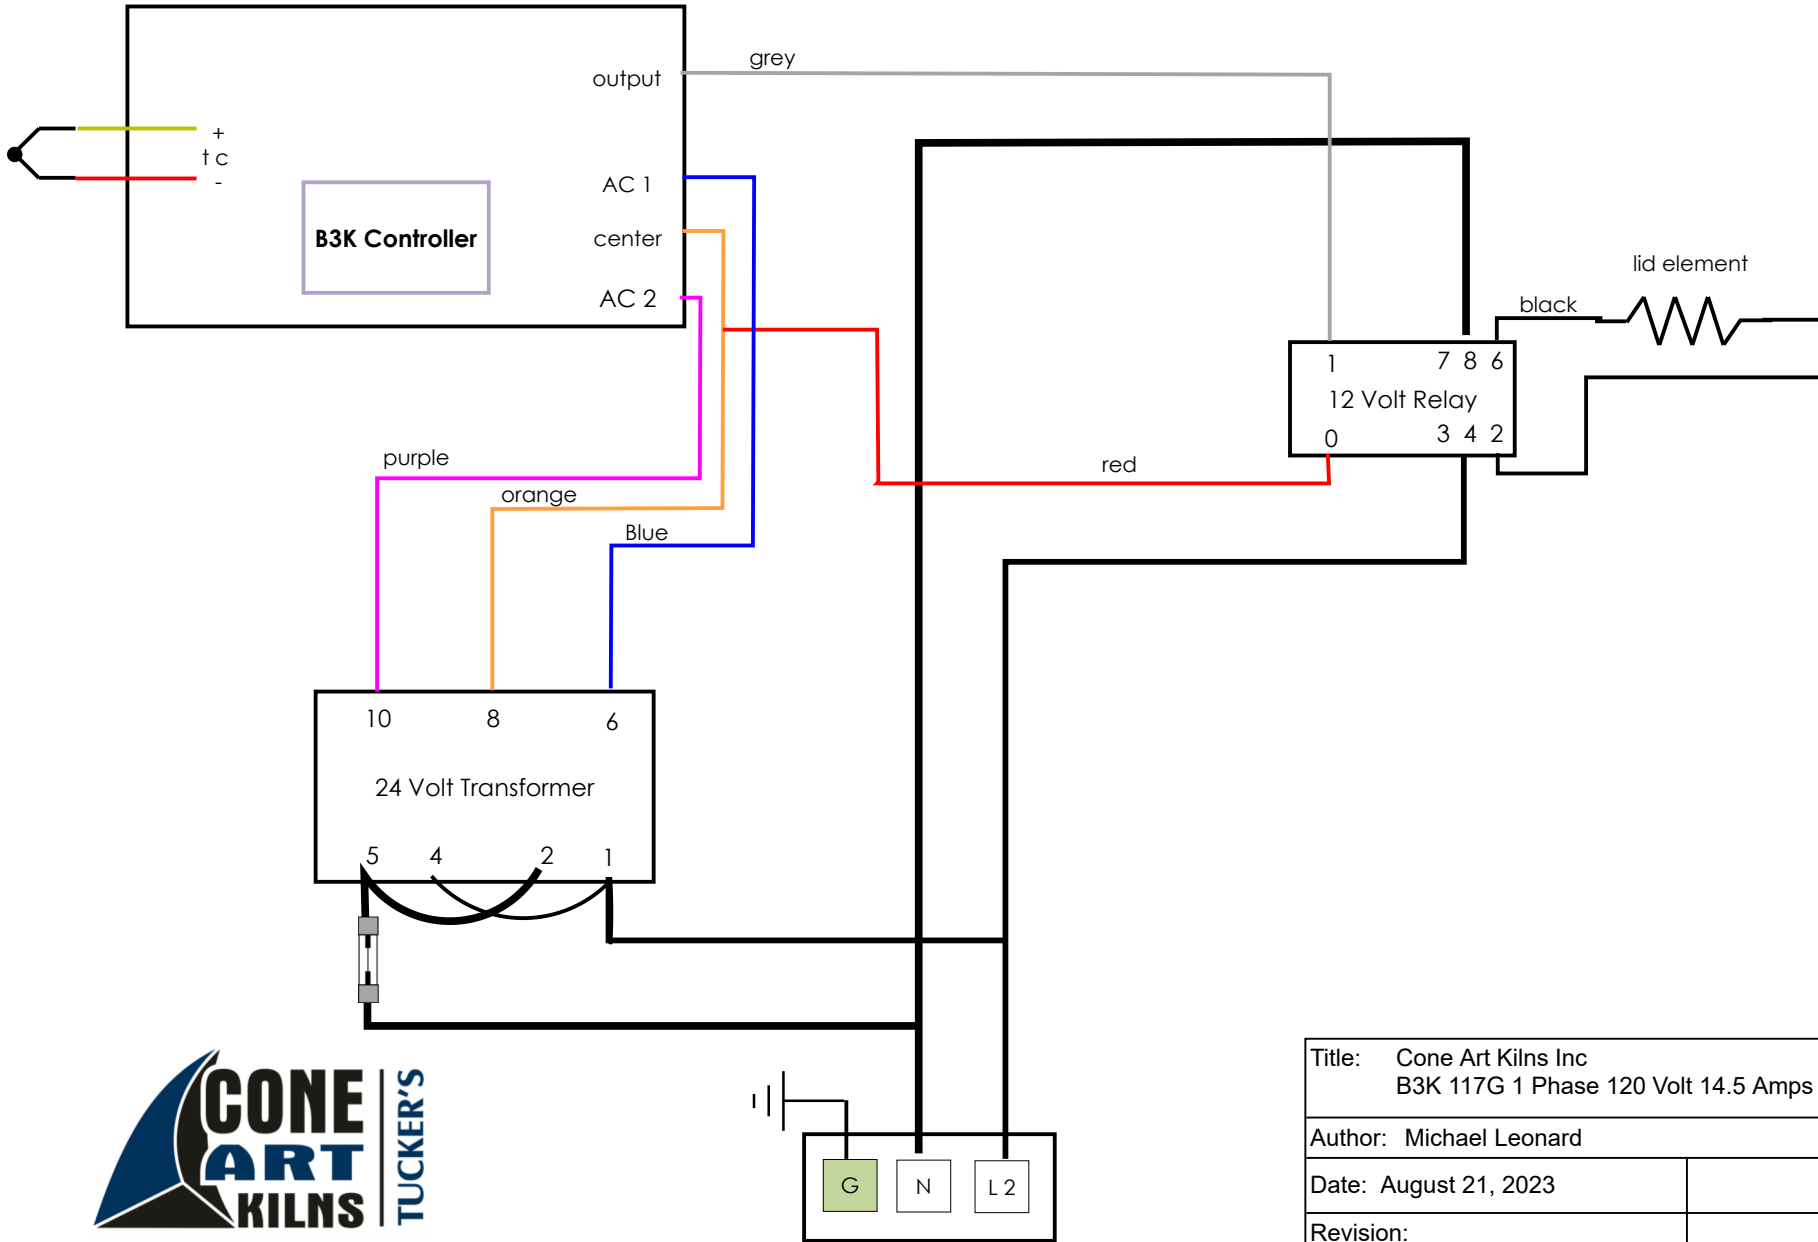 output
grey
+
t c
-
AC 1
B3K Controller
center
AC 2
lid element
black
1 7 8 6
12 Volt Relay
0 3 4 2
purple
red
orange
Blue
10 8 6
24 Volt Transformer
5 4 2 1
CONE
ART
KILNS
TUCKER'S
G N L 2
Title: Cone Art Kilns Inc
B3K 117G 1 Phase 120 Volt 14.5 Amps
Author: Michael Leonard
Date: August 21, 2023
Revision: